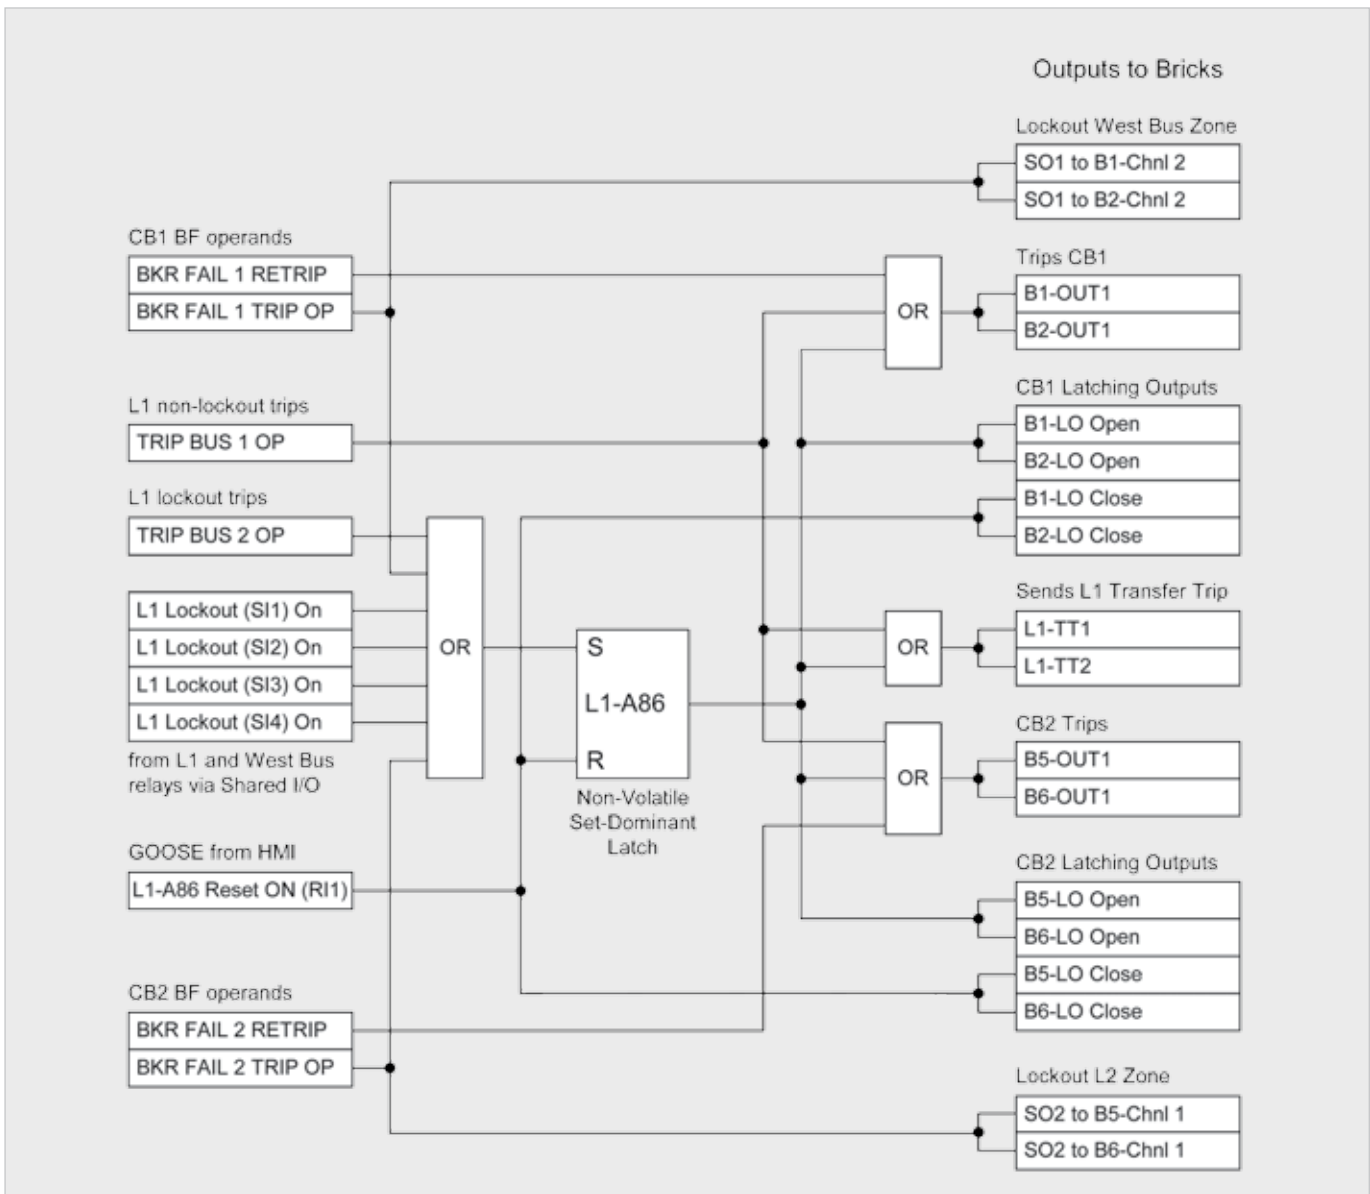 Outputs to Bricks
Lockout West Bus Zone
SO1 to B1-Chnl 2
SO1 to B2-Chnl 2
CB1 BF operands
BKR FAIL 1 RETRIP
BKR FAIL 1 TRIP OP
OR
Trips CB1
B1-OUT1
B2-OUT1
L1 non-lockout trips
TRIP BUS 1 OP
CB1 Latching Outputs
B1-LO Open
B2-LO Open
B1-LO Close
B2-LO Close
L1 lockout trips
TRIP BUS 2 OP
L1 Lockout (SI1) On
L1 Lockout (SI2) On
L1 Lockout (SI3) On
L1 Lockout (SI4) On
from L1 and West Bus
relays via Shared I/O
OR
S
L1-A86
R
Non-Volatile
Set-Dominant
Latch
OR
Sends L1 Transfer Trip
L1-TT1
L1-TT2
OR
CB2 Trips
B5-OUT1
B6-OUT1
GOOSE from HMI
L1-A86 Reset ON (RI1)
CB2 Latching Outputs
B5-LO Open
B6-LO Open
B5-LO Close
B6-LO Close
CB2 BF operands
BKR FAIL 2 RETRIP
BKR FAIL 2 TRIP OP
Lockout L2 Zone
SO2 to B5-Chnl 1
SO2 to B6-Chnl 1